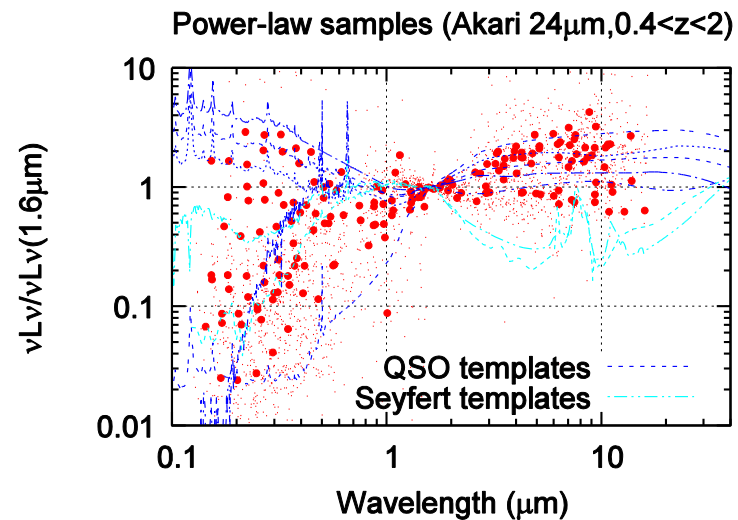 Power-law samples (Akari 24μm,0.4<z<2)
10
1
0.1
0.01
νLν/νLν(1.6μm)
QSO templates
Seyfert templates
0.1 1 10
Wavelength (μm)